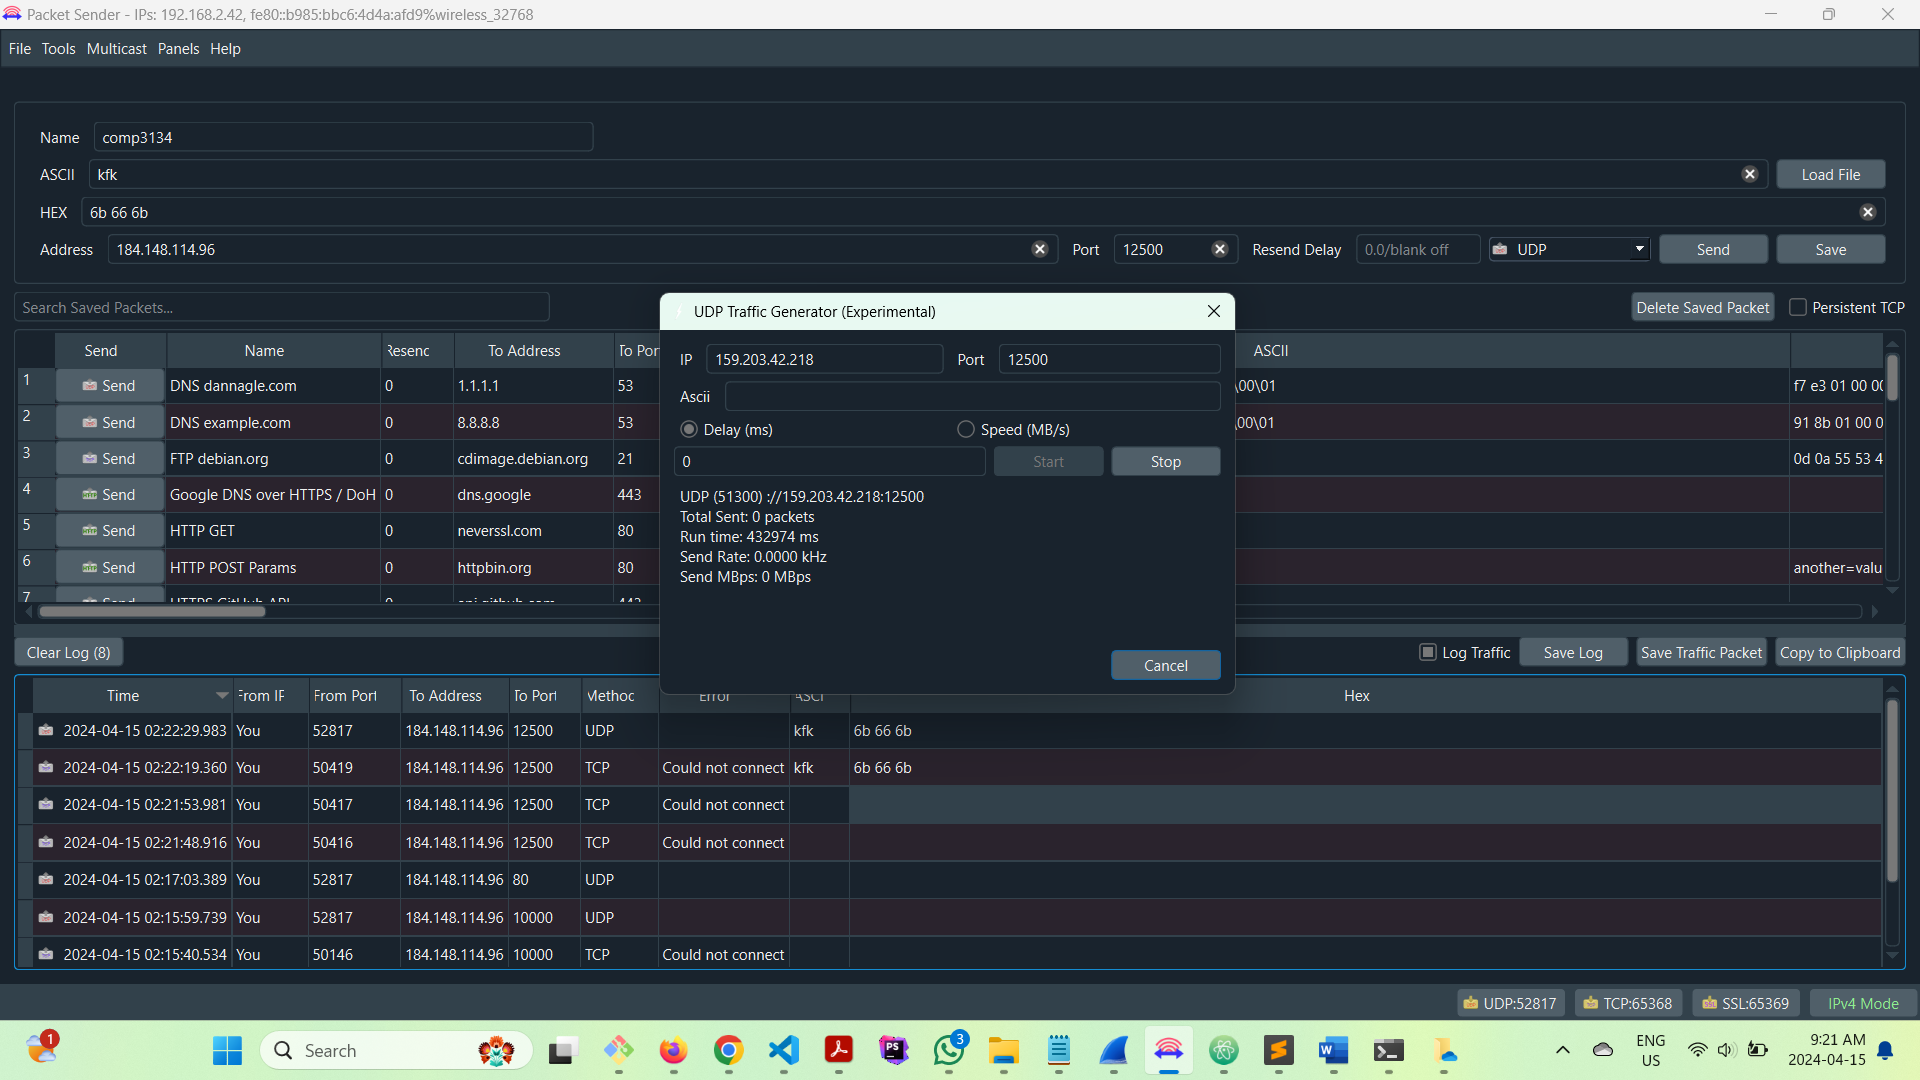 Packet Sender - IPs: 192.168.2.42, fe80::b985:bbc6:4d4a:afd9%wireless_32768
File Tools Multicast Panels Help
Name comp3134
ASCII kfk Load File
HEX 6b 66 6b
Address 184.148.114.96 Port 12500 Resend Delay 0.0/blank off UDP Send Save
Search Saved Packets... Delete Saved Packet Persistent TCP
UDP Traffic Generator (Experimental)
IP 159.203.42.218 Port 12500
Ascii
Delay (ms) Speed (MB/s)
0 Start Stop
UDP (51300) ://159.203.42.218:12500
Total Sent: 0 packets
Run time: 432974 ms
Send Rate: 0.0000 kHz
Send MBps: 0 MBps
Cancel
Send Name Resend To Address To Port ASCII
1 Send DNS dannagle.com 0 1.1.1.1 53 \00\01 f7 e3 01 00 00
2 Send DNS example.com 0 8.8.8.8 53 \00\01 91 8b 01 00 0
3 Send FTP debian.org 0 cdimage.debian.org 21 0d 0a 55 53 4
4 Send Google DNS over HTTPS / DoH 0 dns.google 443
5 Send HTTP GET 0 neverssl.com 80
6 Send HTTP POST Params 0 httpbin.org 80 another=valu
7 Send HTTPS GitHub API 0 api.github.com 443
Clear Log (8) Log Traffic Save Log Save Traffic Packet Copy to Clipboard
Time From IP From Port To Address To Port Method Error ASCII Hex
2024-04-15 02:22:29.983 You 52817 184.148.114.96 12500 UDP kfk 6b 66 6b
2024-04-15 02:22:19.360 You 50419 184.148.114.96 12500 TCP Could not connect kfk 6b 66 6b
2024-04-15 02:21:53.981 You 50417 184.148.114.96 12500 TCP Could not connect
2024-04-15 02:21:48.916 You 50416 184.148.114.96 12500 TCP Could not connect
2024-04-15 02:17:03.389 You 52817 184.148.114.96 80 UDP
2024-04-15 02:15:59.739 You 52817 184.148.114.96 10000 UDP
2024-04-15 02:15:40.534 You 50146 184.148.114.96 10000 TCP Could not connect
UDP:52817 TCP:65368 SSL:65369 IPv4 Mode
1 Search PS 3 W ENG 9:21 AM
US 2024-04-15